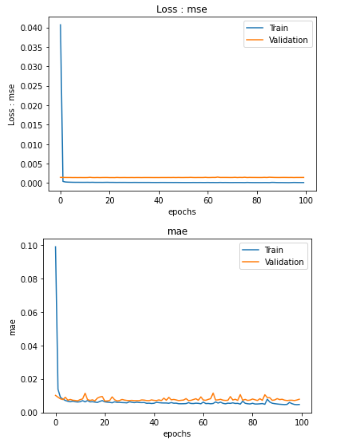 Loss : mse
0.040
0.035
0.030
0.025
0.020
0.015
0.010
0.005
0.000
Loss : mse
Train
Validation
0 20 40 60 80 100
epochs
mae
0.10
0.08
0.06
0.04
0.02
0.00
mae
Train
Validation
0 20 40 60 80 100
epochs